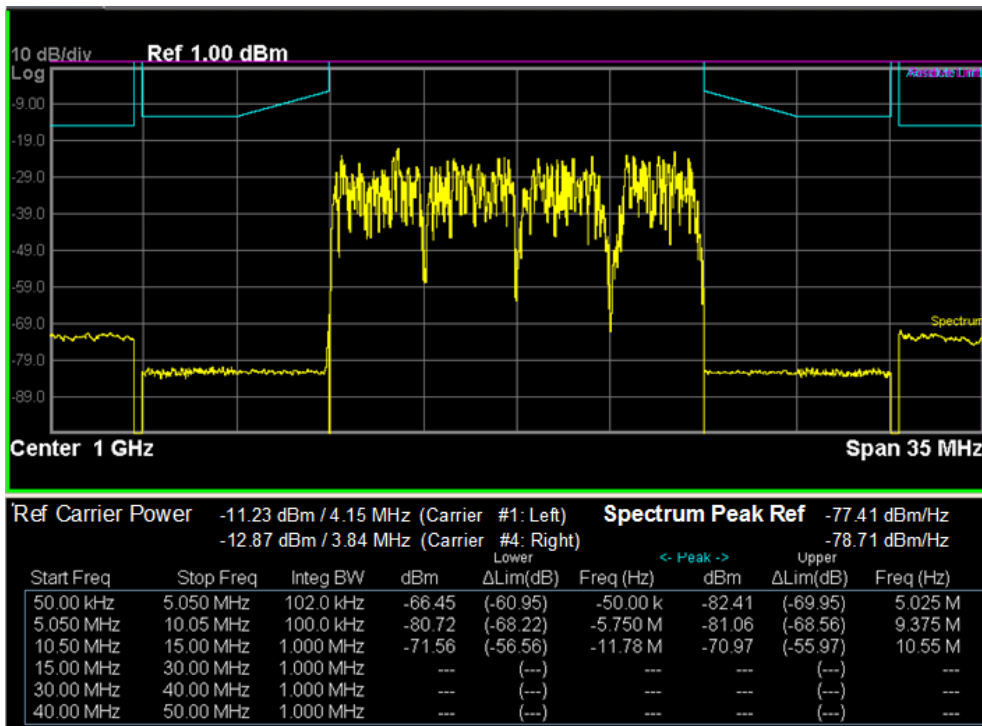 10 dB/div Ref 1.00 dBm
Log
-9.00
-19.0
-29.0
-39.0
-49.0
-59.0
-69.0
Spectrum
-79.0
-89.0
Center 1 GHz Span 35 MHz
Ref Carrier Power -11.23 dBm / 4.15 MHz (Carrier #1: Left) Spectrum Peak Ref -77.41 dBm/Hz
-12.87 dBm / 3.84 MHz (Carrier #4: Right) -78.71 dBm/Hz
Lower <- Peak -> Upper
Start Freq Stop Freq Integ BW dBm ΔLim(dB) Freq (Hz) dBm ΔLim(dB) Freq (Hz)
50.00 kHz 5.050 MHz 102.0 kHz -66.45 (-60.95) -50.00 k -82.41 (-69.95) 5.025 M
5.050 MHz 10.05 MHz 100.0 kHz -80.72 (-68.22) -5.750 M -81.06 (-68.56) 9.375 M
10.50 MHz 15.00 MHz 1.000 MHz -71.56 (-56.56) -11.78 M -70.97 (-55.97) 10.55 M
15.00 MHz 30.00 MHz 1.000 MHz --- (---) --- --- (---) ---
30.00 MHz 40.00 MHz 1.000 MHz --- (---) --- --- (---) ---
40.00 MHz 50.00 MHz 1.000 MHz --- (---) --- --- (---) ---